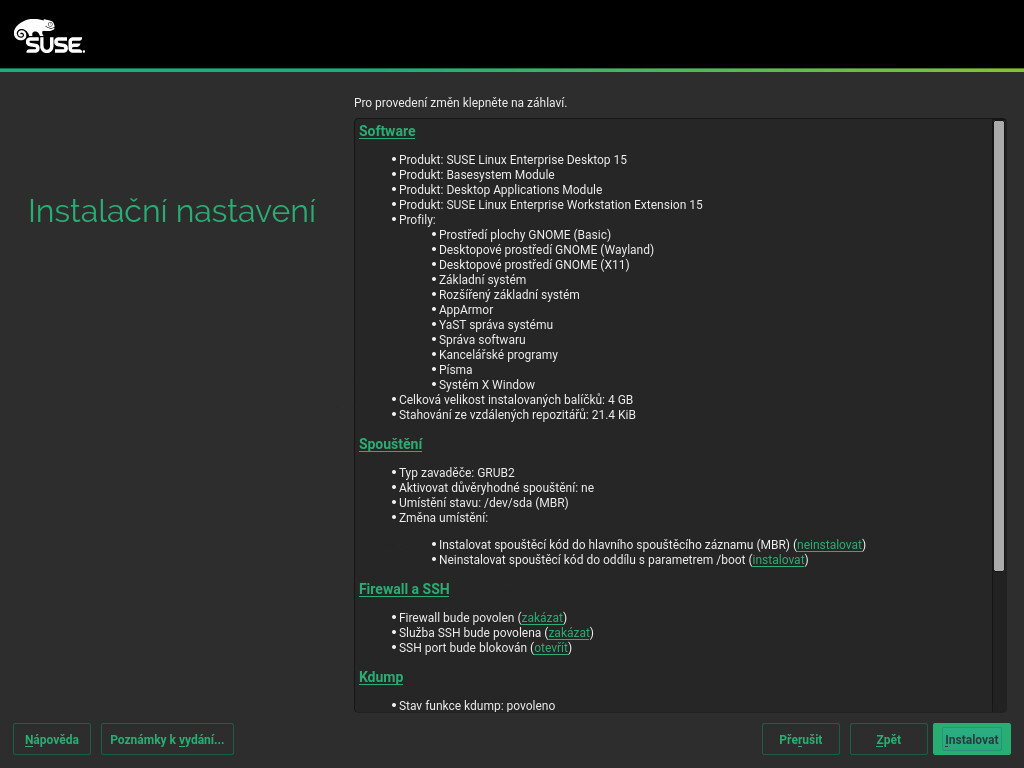 SUSE.
Pro provedení změn klepněte na záhlaví.
Instalační nastavení
Software
Produkt: SUSE Linux Enterprise Desktop 15
Produkt: Basesystem Module
Produkt: Desktop Applications Module
Produkt: SUSE Linux Enterprise Workstation Extension 15
Profily:
Prostředí plochy GNOME (Basic)
Desktopové prostředí GNOME (Wayland)
Desktopové prostředí GNOME (X11)
Základní systém
Rozšířený základní systém
AppArmor
YaST správa systému
Správa softwaru
Kancelářské programy
Písma
Systém X Window
Celková velikost instalovaných balíčků: 4 GB
Stahování ze vzdálených repozitářů: 21.4 KiB
Spouštění
Typ zavaděče: GRUB2
Aktivovat důvěryhodné spouštění: ne
Umístění stavu: /dev/sda (MBR)
Změna umístění:
Instalovat spouštěcí kód do hlavního spouštěcího záznamu (MBR) (neinstalovat)
Neinstalovat spouštěcí kód do oddílu s parametrem /boot (instalovat)
Firewall a SSH
Firewall bude povolen (zakázat)
Služba SSH bude povolena (zakázat)
SSH port bude blokován (otevřít)
Kdump
Stav funkce kdump: povoleno
Nápověda Poznámky k vydání... Přerušit Zpět Instalovat